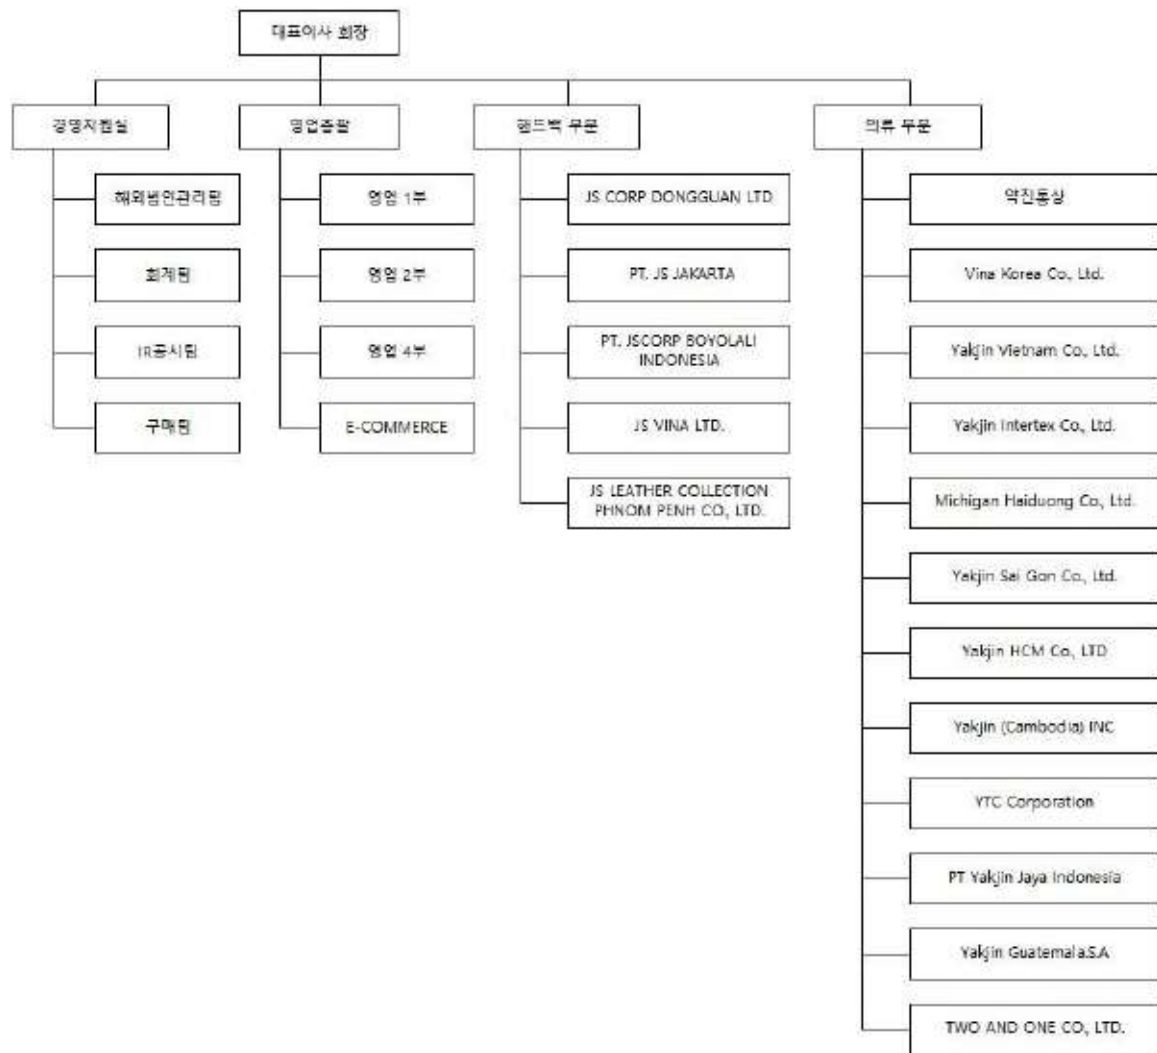 대표이사 회장
경영지원실
영업총괄
핸드백 부문
의류 부문
해외법인관리팀
영업 1부
JS CORP DONGGUAN LTD
약진통상
회계팀
영업 2부
PT. JS JAKARTA
Vina Korea Co., Ltd.
IR공시팀
영업 4부
PT. JSCORP BOYOLALI
INDONESIA
Yakjin Vietnam Co., Ltd.
구매팀
E-COMMERCE
JS VINA LTD.
Yakjin Intertex Co., Ltd.
JS LEATHER COLLECTION
PHNOM PENH CO., LTD.
Michigan Haiduong Co., Ltd.
Yakjin Sai Gon Co., Ltd.
Yakjin HCM Co., LTD
Yakjin (Cambodia) INC
YTC Corporation
PT Yakjin Jaya Indonesia
Yakjin Guatemala.S.A
TWO AND ONE CO., LTD.